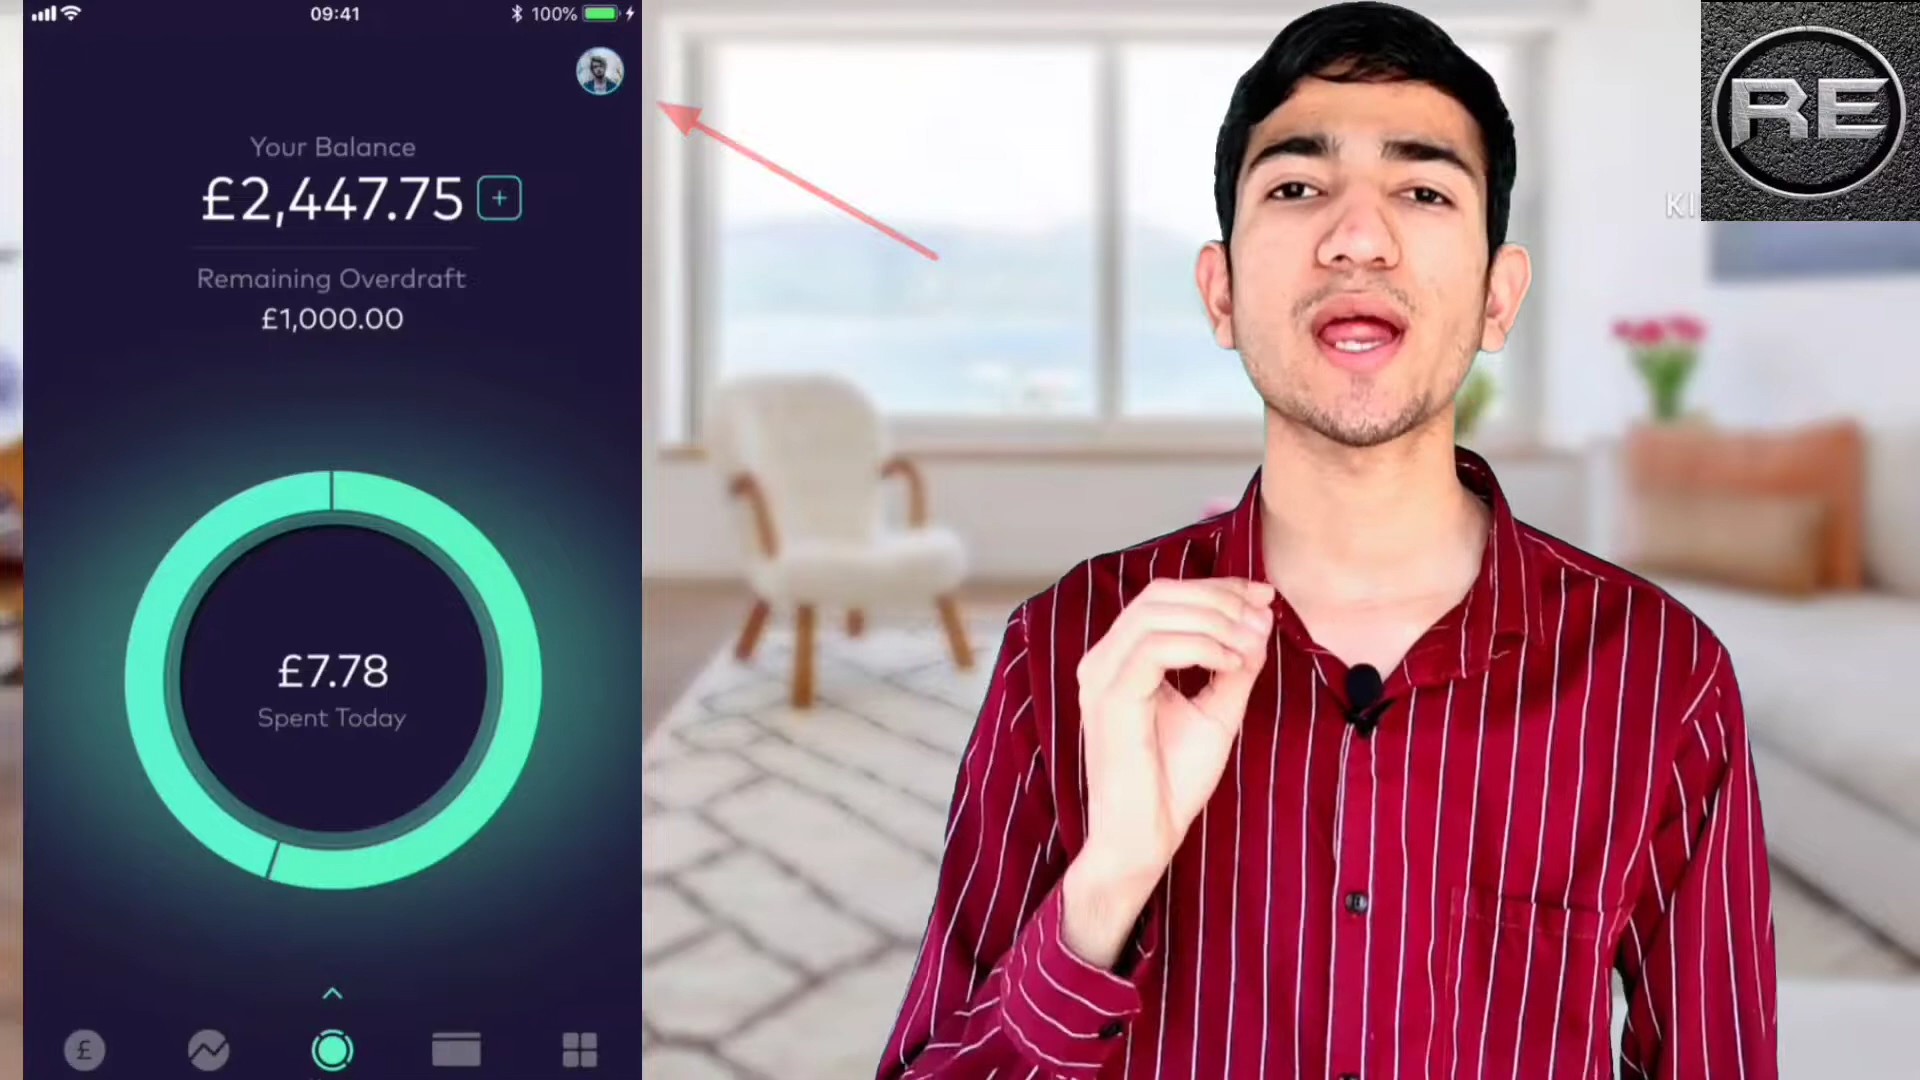 09:41
100%
Your Balance
£2,447.75
+
Remaining Overdraft
£1,000.00
£7.78
Spent Today
£
RE